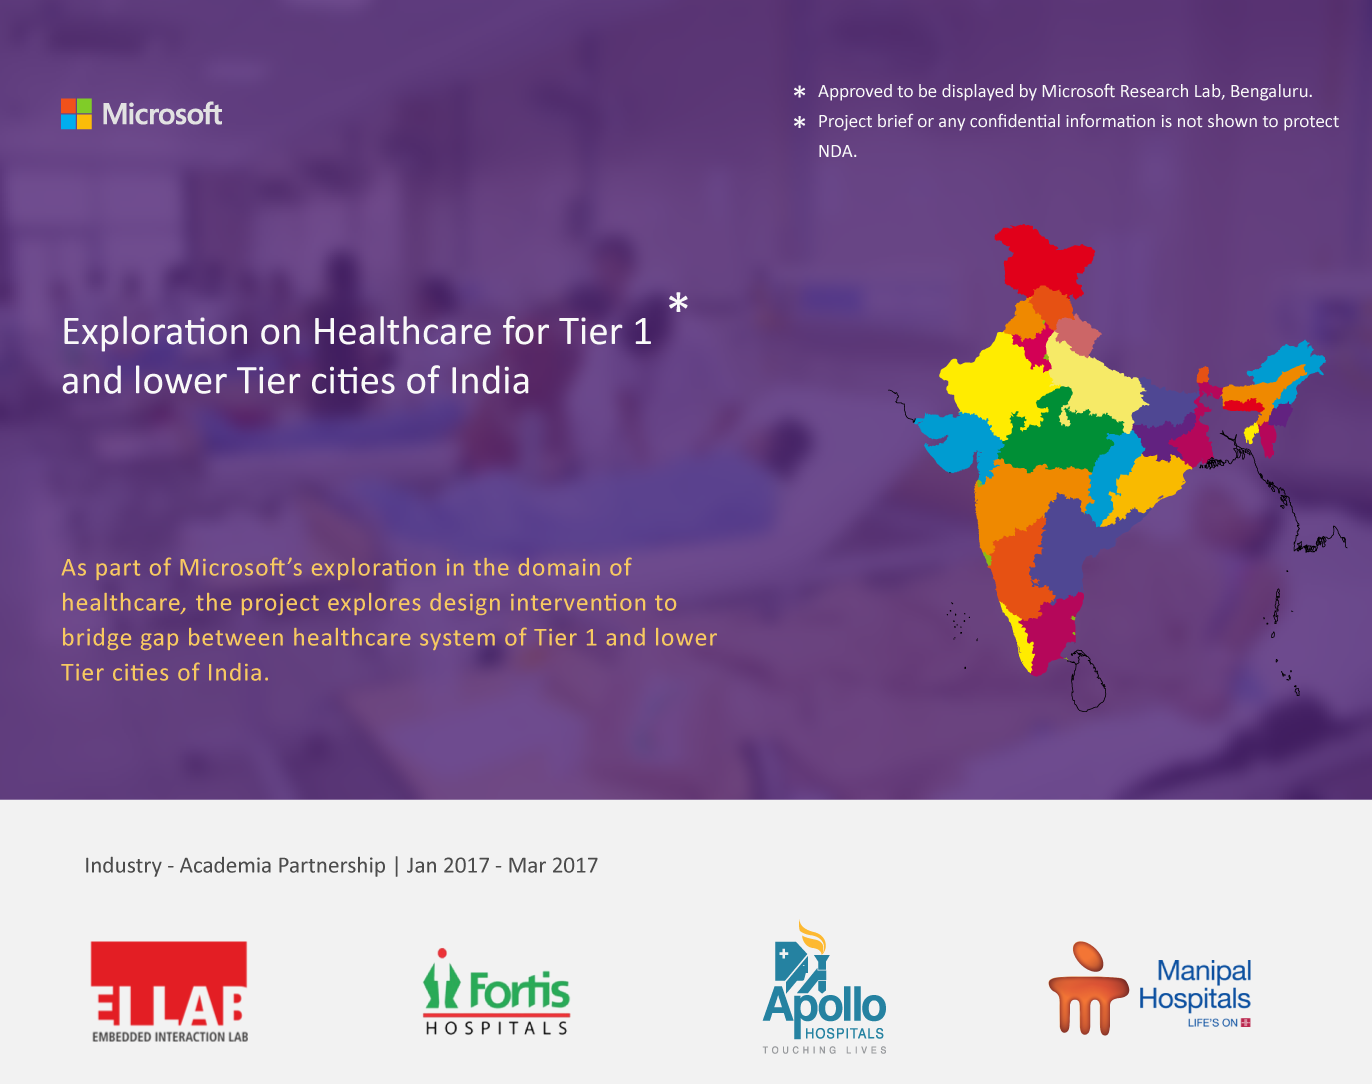 Microsoft
* Approved to be displayed by Microsoft Research Lab, Bengaluru.
* Project brief or any confidential information is not shown to protect
NDA.
Exploration on Healthcare for Tier 1 *
and lower Tier cities of India
As part of Microsoft's exploration in the domain of
healthcare, the project explores design intervention to
bridge gap between healthcare system of Tier 1 and lower
Tier cities of India.
Industry - Academia Partnership | Jan 2017 - Mar 2017
EI LAB
EMBEDDED INTERACTION LAB
Fortis
HOSPITALS
Apollo
HOSPITALS
TOUCHING LIVES
Manipal
Hospitals
LIFE'S ON